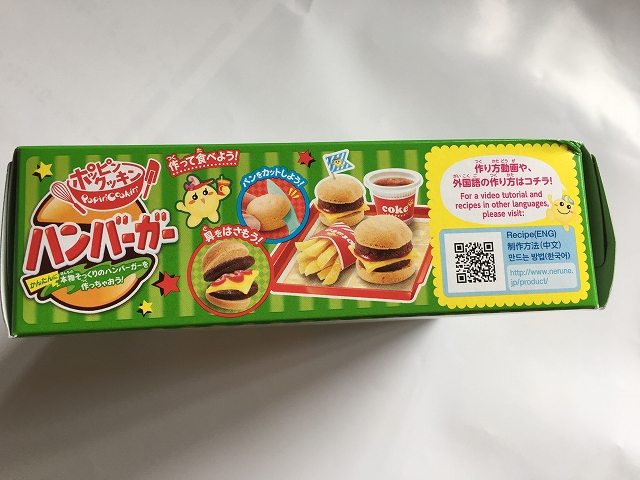 ポッピン
クッキン
Popin'Cookin'
ハンバーガー
かんたんに
本物そっくりのハンバーガーを
作っちゃおう!
作って食べよう!
パンをカットしよう!
具をはさもう!
coke
作り方動画や、
外国語の作り方はコチラ!
For a video tutorial and
recipes in other languages,
please visit:
Recipe(ENG)
制作方法(中文)
만드는 방법(한국어)
http://www.nerune.
jp/product/